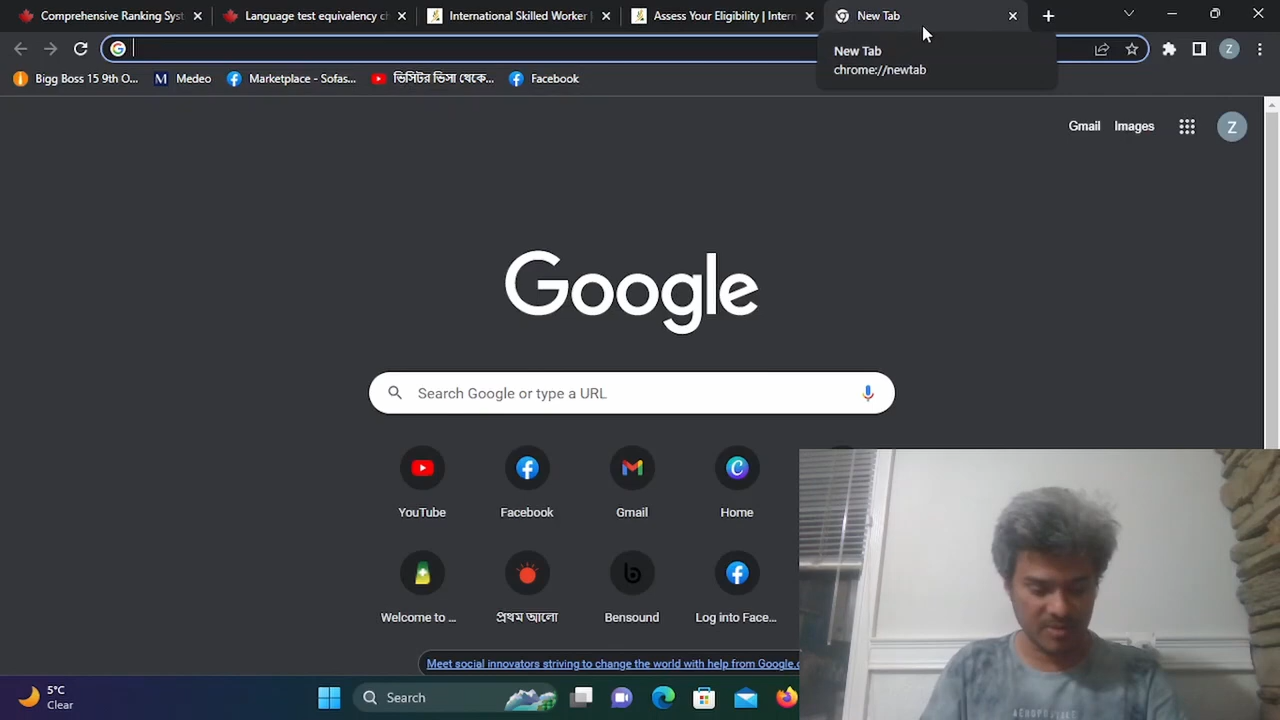 Comprehensive Ranking Syst
Language test equivalency ch
International Skilled Worker |
Assess Your Eligibility | Intern
New Tab
New Tab
chrome://newtab
Z
Bigg Boss 15 9th O...
M Medeo
Marketplace - Sofas...
ভিসিটর ভিসা থেকে...
Facebook
Gmail
Images
Z
Google
Search Google or type a URL
YouTube
Facebook
Gmail
Home
Welcome to ...
প্রথম আলো
Bensound
Log into Face...
Meet social innovators striving to change the world with help from Google.o
5°C
Clear
Search